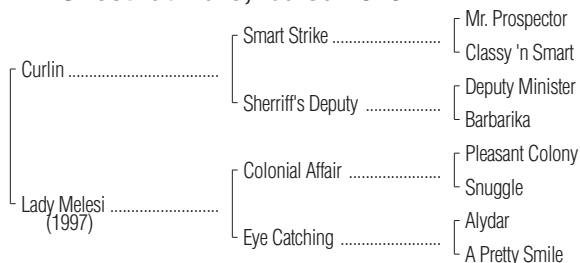 Mr. Prospector
Smart Strike ........................
Classy 'n Smart
Curlin .................................
Deputy Minister
Sherriff's Deputy ................
Barbarika
Pleasant Colony
Colonial Affair ....................
Snuggle
Lady Melesi ........................
(1997)
Alydar
Eye Catching .....................
A Pretty Smile